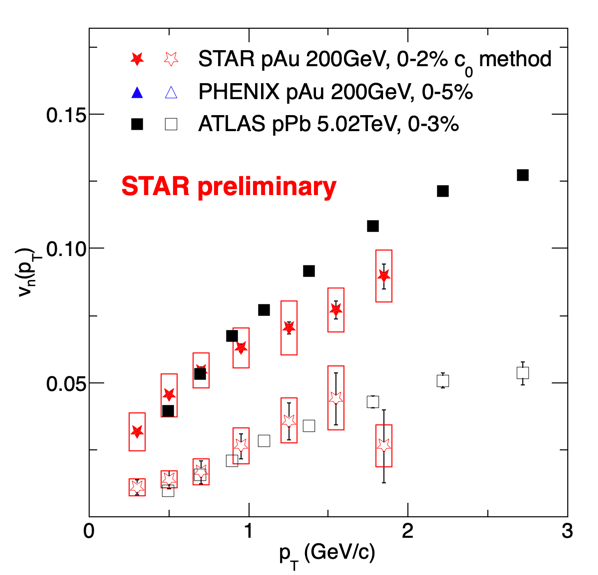 STAR pAu 200GeV, 0-2% c0 method
PHENIX pAu 200GeV, 0-5%
ATLAS pPb 5.02TeV, 0-3%
STAR preliminary
0.15
0.10
0.05
vn(pT)
0 1 2 3
pT (GeV/c)